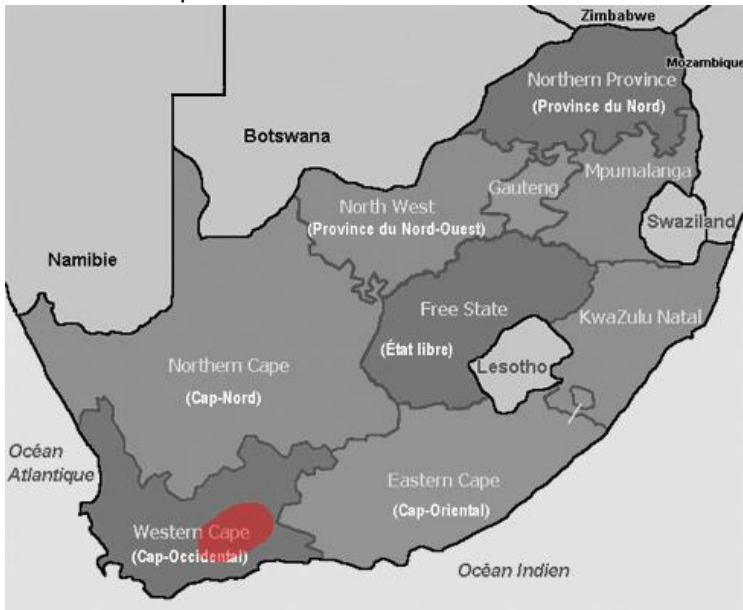 Zimbabwe
Mozambique
Northern Province
(Province du Nord)
Botswana
Mpumalanga
Gauteng
North West
(Province du Nord-Ouest)
Swaziland
Namibie
Free State
(État libre)
KwaZulu Natal
Lesotho
Northern Cape
(Cap-Nord)
Océan
Atlantique
Eastern Cape
(Cap-Oriental)
Western Cape
(Cap-Occidental)
Océan Indien